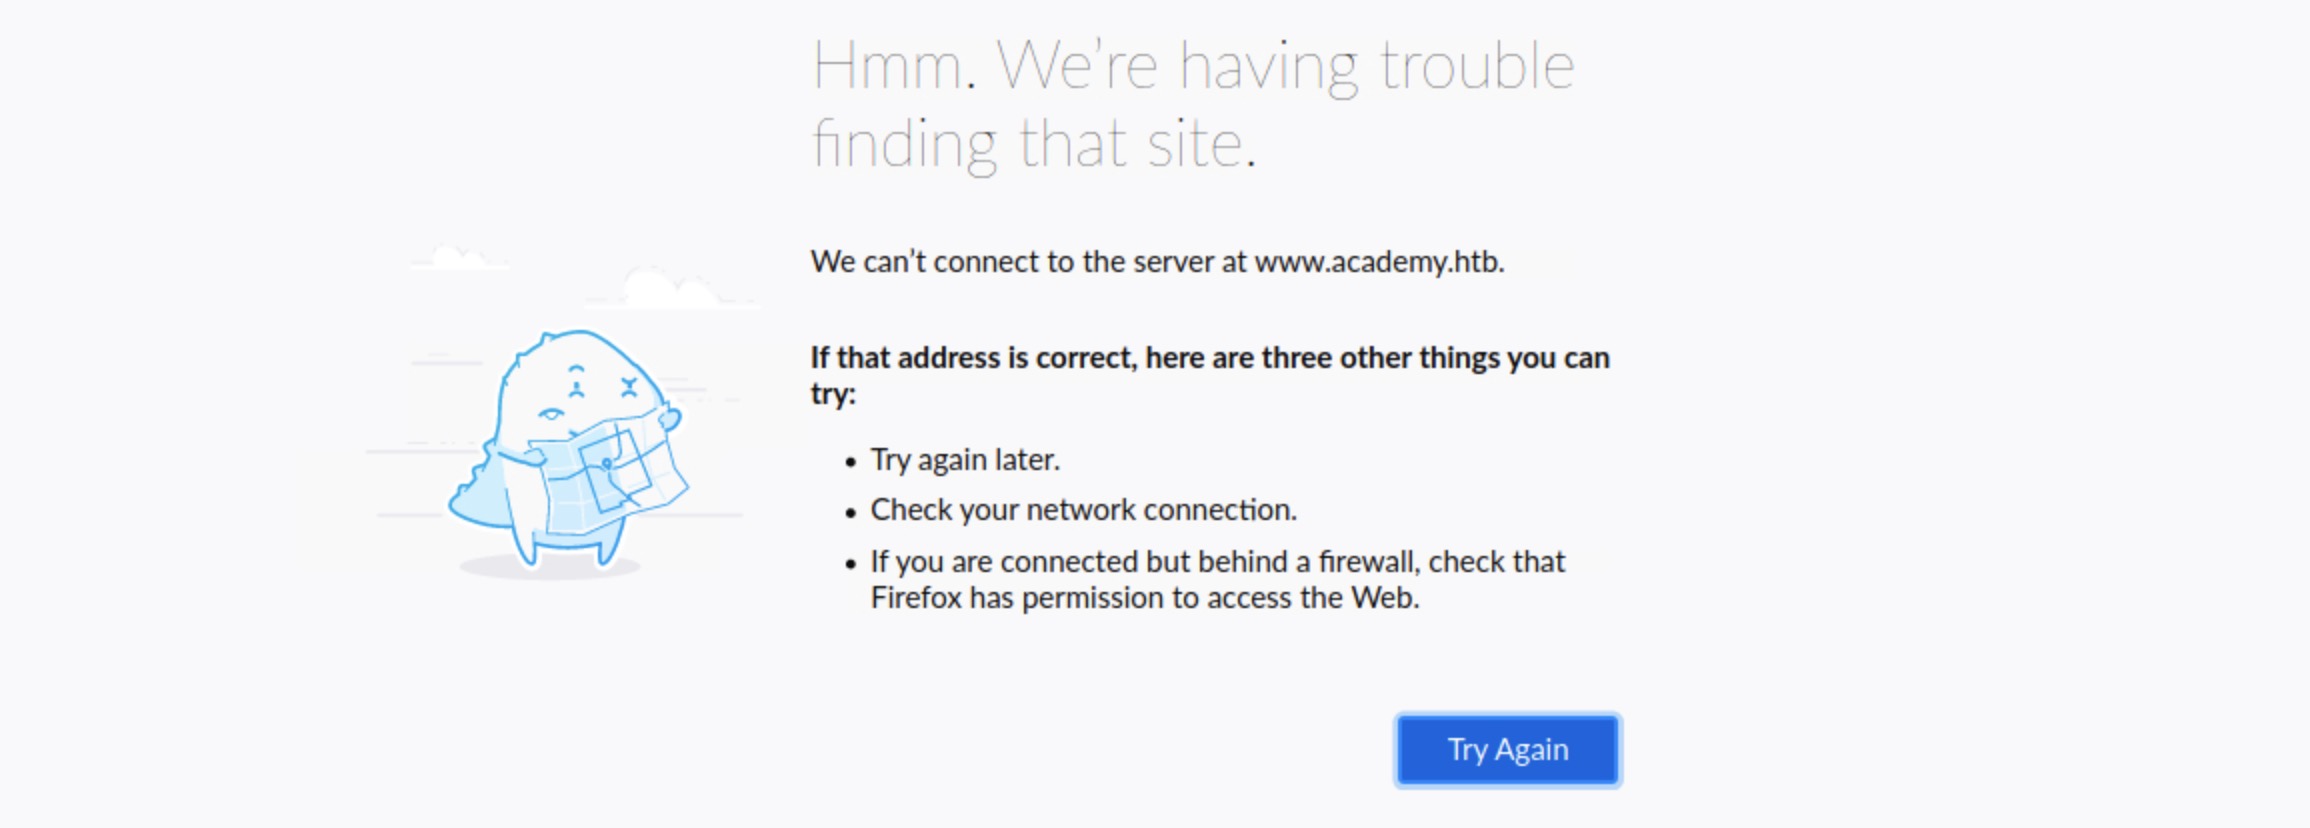 Hmm. We’re having trouble
finding that site.
We can’t connect to the server at www.academy.htb.
If that address is correct, here are three other things you can
try:
• Try again later.
• Check your network connection.
• If you are connected but behind a firewall, check that
Firefox has permission to access the Web.
Try Again